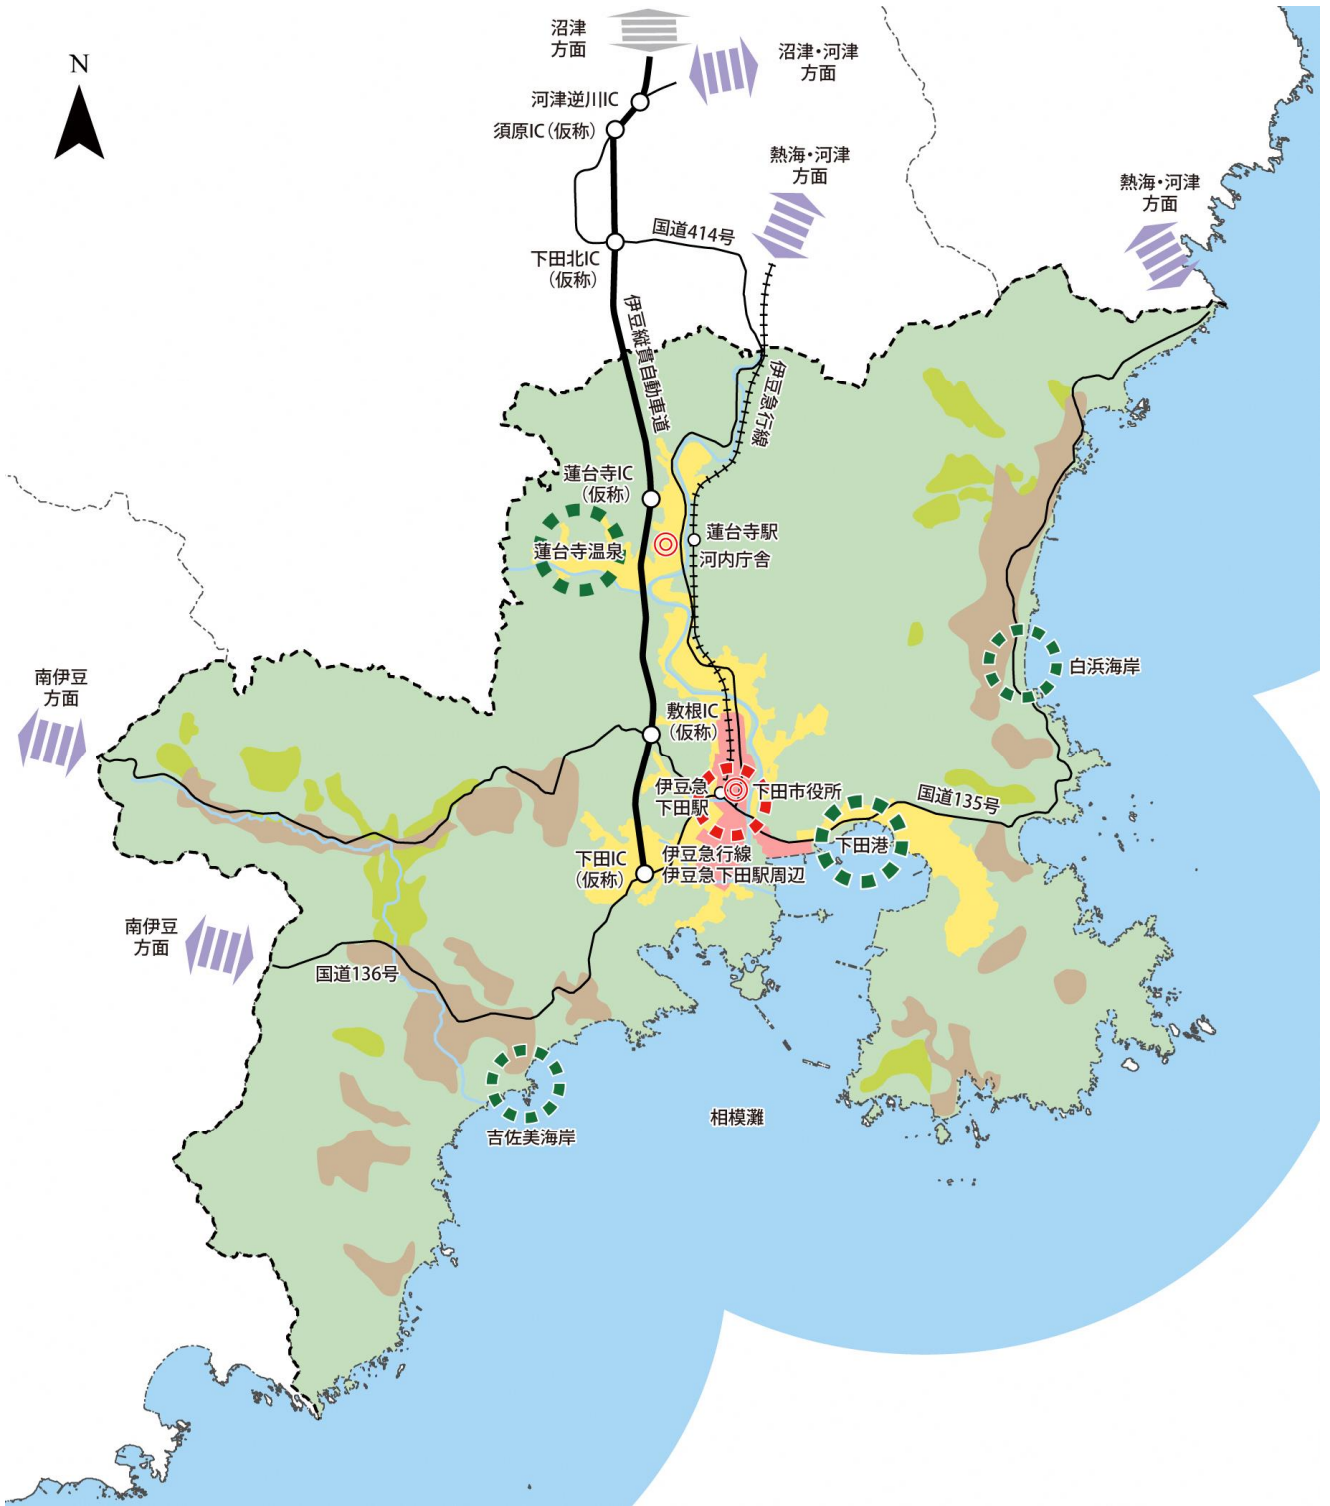 沼津
方面
N
沼津・河津
方面
河津逆川IC
須原IC（仮称）
熱海・河津
方面
熱海・河津
方面
国道414号
下田北IC
（仮称）
伊豆縦貫自動車道
伊豆急行線
蓮台寺IC
（仮称）
蓮台寺駅
蓮台寺温泉
河内庁舎
白浜海岸
南伊豆
方面
敷根IC
（仮称）
伊豆急
下田駅
下田市役所
国道135号
下田港
下田IC
（仮称）
伊豆急行線
伊豆急下田駅周辺
南伊豆
方面
国道136号
相模灘
吉佐美海岸